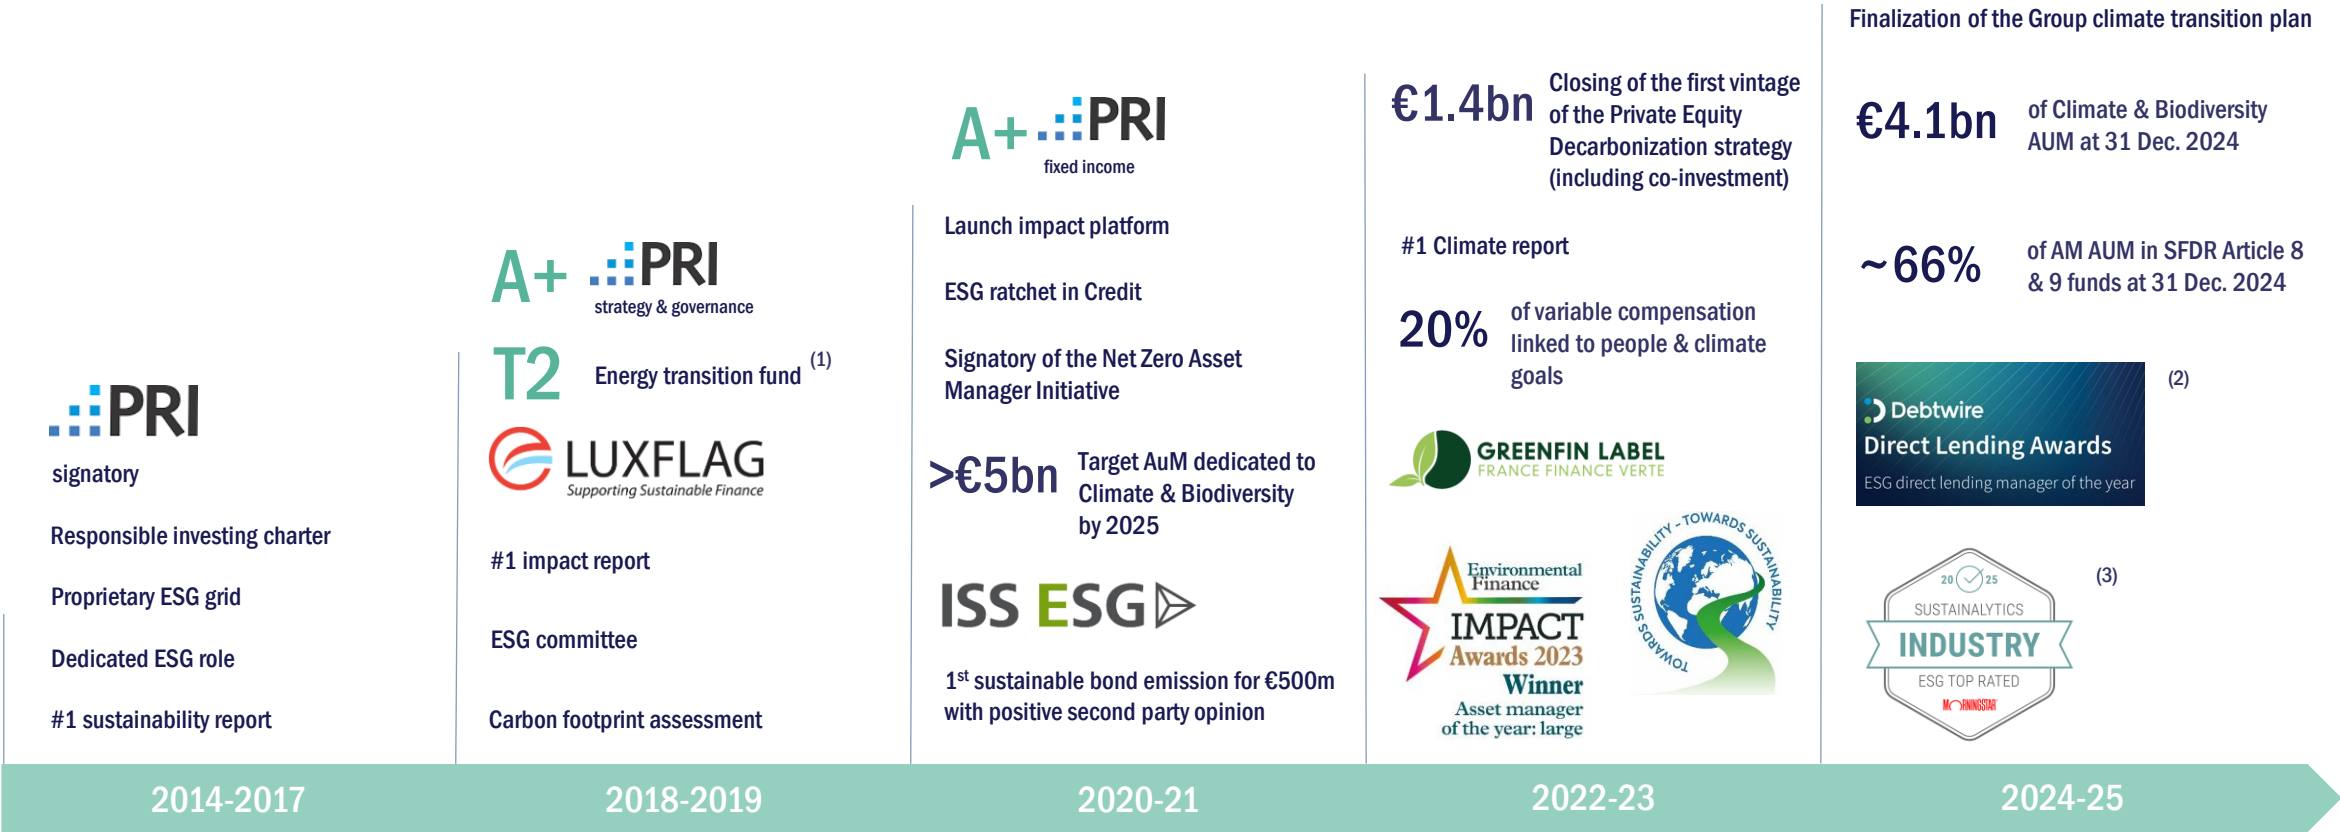 PRI
signatory
Responsible investing charter
Proprietary ESG grid
Dedicated ESG role
#1 sustainability report
2014-2017
A+ PRI
strategy & governance
T2 Energy transition fund (1)
LUXFLAG
Supporting Sustainable Finance
#1 impact report
ESG committee
Carbon footprint assessment
2018-2019
A+ PRI
fixed income
Launch impact platform
ESG ratchet in Credit
Signatory of the Net Zero Asset
Manager Initiative
>€5bn
Target AuM dedicated to
Climate & Biodiversity
by 2025
ISS ESG
1st sustainable bond emission for €500m
with positive second party opinion
2020-21
€1.4bn
Closing of the first vintage
of the Private Equity
Decarbonization strategy
(including co-investment)
#1 Climate report
20%
of variable compensation
linked to people & climate
goals
GREENFIN LABEL
FRANCE FINANCE VERTE
Environmental
Finance
IMPACT
Awards 2023
Winner
Asset manager
of the year: large
TOWARDS SUSTAINABILITY - TOWARDS SUSTAINABILITY
2022-23
Finalization of the Group climate transition plan
€4.1bn
of Climate & Biodiversity
AUM at 31 Dec. 2024
~66%
of AM AUM in SFDR Article 8
& 9 funds at 31 Dec. 2024
Debtwire
Direct Lending Awards
ESG direct lending manager of the year
(2)
20 25
SUSTAINALYTICS
INDUSTRY
ESG TOP RATED
MORNINGSTAR
(3)
2024-25